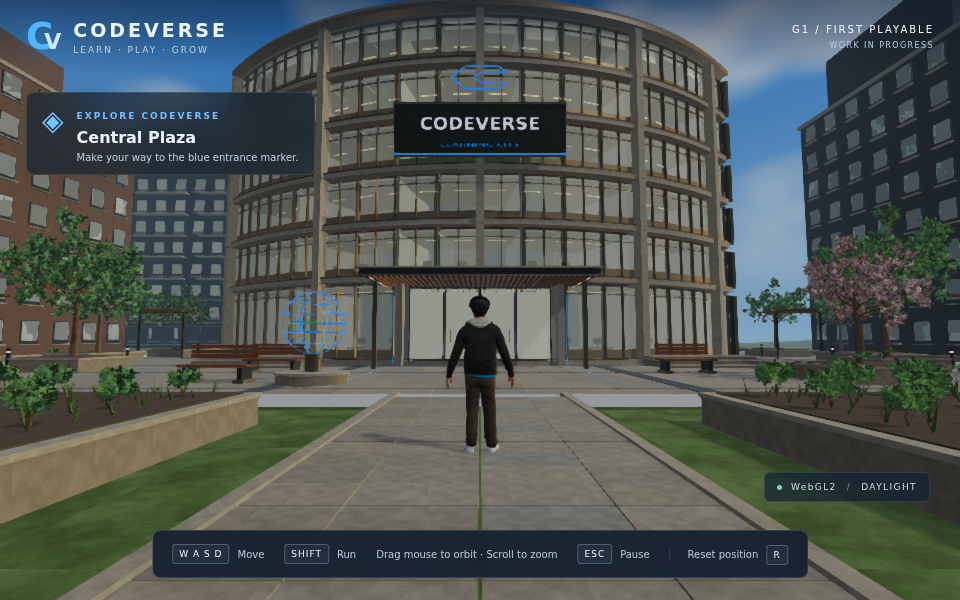 Cv CODEVERSE
LEARN · PLAY · GROW
G1 / FIRST PLAYABLE
WORK IN PROGRESS
EXPLORE CODEVERSE
Central Plaza
Make your way to the blue entrance marker.
CODEVERSE
LEARNING CITY
WebGL2 / DAYLIGHT
W A S D Move SHIFT Run Drag mouse to orbit · Scroll to zoom ESC Pause | Reset position R